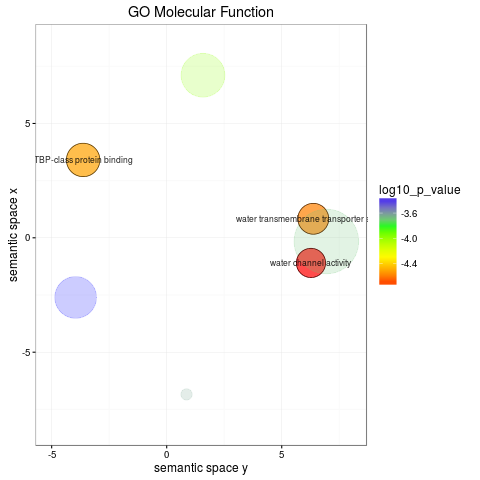 GO Molecular Function
semantic space x
5
0
-5
TBP-class protein binding
water transmembrane transporter
water channel activity
-5
0
5
semantic space y
log10_p_value
-3.6
-4.0
-4.4